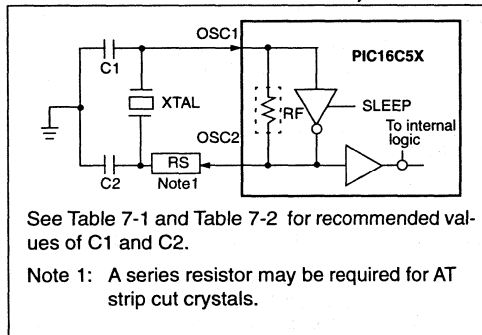 OSC1
PIC16C5X
C1
XTAL
RF
SLEEP
To internal
logic
OSC2
RS
C2
Note1
See Table 7-1 and Table 7-2 for recommended val-
ues of C1 and C2.
Note 1: A series resistor may be required for AT
strip cut crystals.